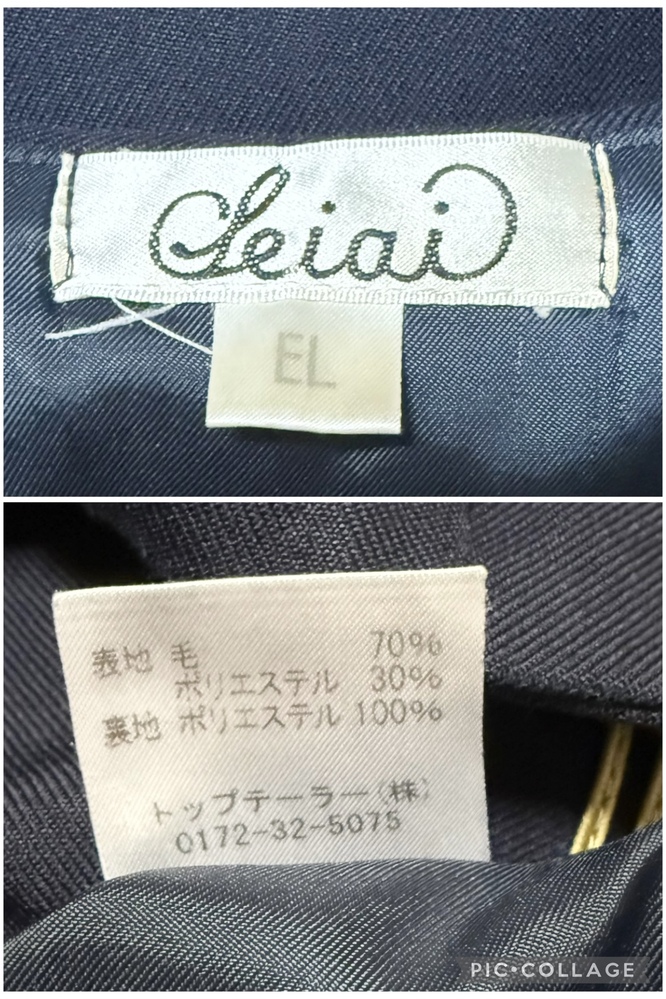 Seiai
EL
表地 毛 70%
ポリエステル 30%
裏地 ポリエステル 100%
トップテーラー(株)
0172-32-5075
PIC•COLLAGE